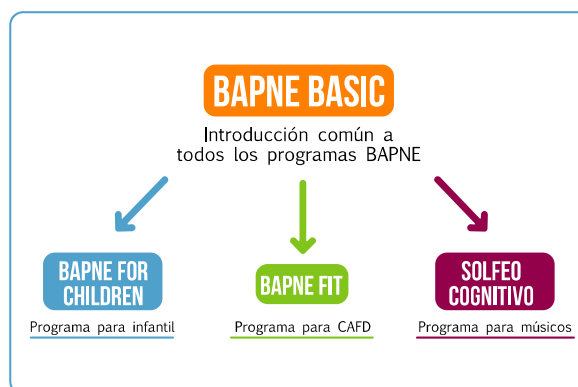 BAPNE BASIC
Introducción común a
todos los programas BAPNE
BAPNE FOR
CHILDREN
Programa para infantil
BAPNE FIT
Programa para CAFD
SOLFEO
COGNITIVO
Programa para músicos